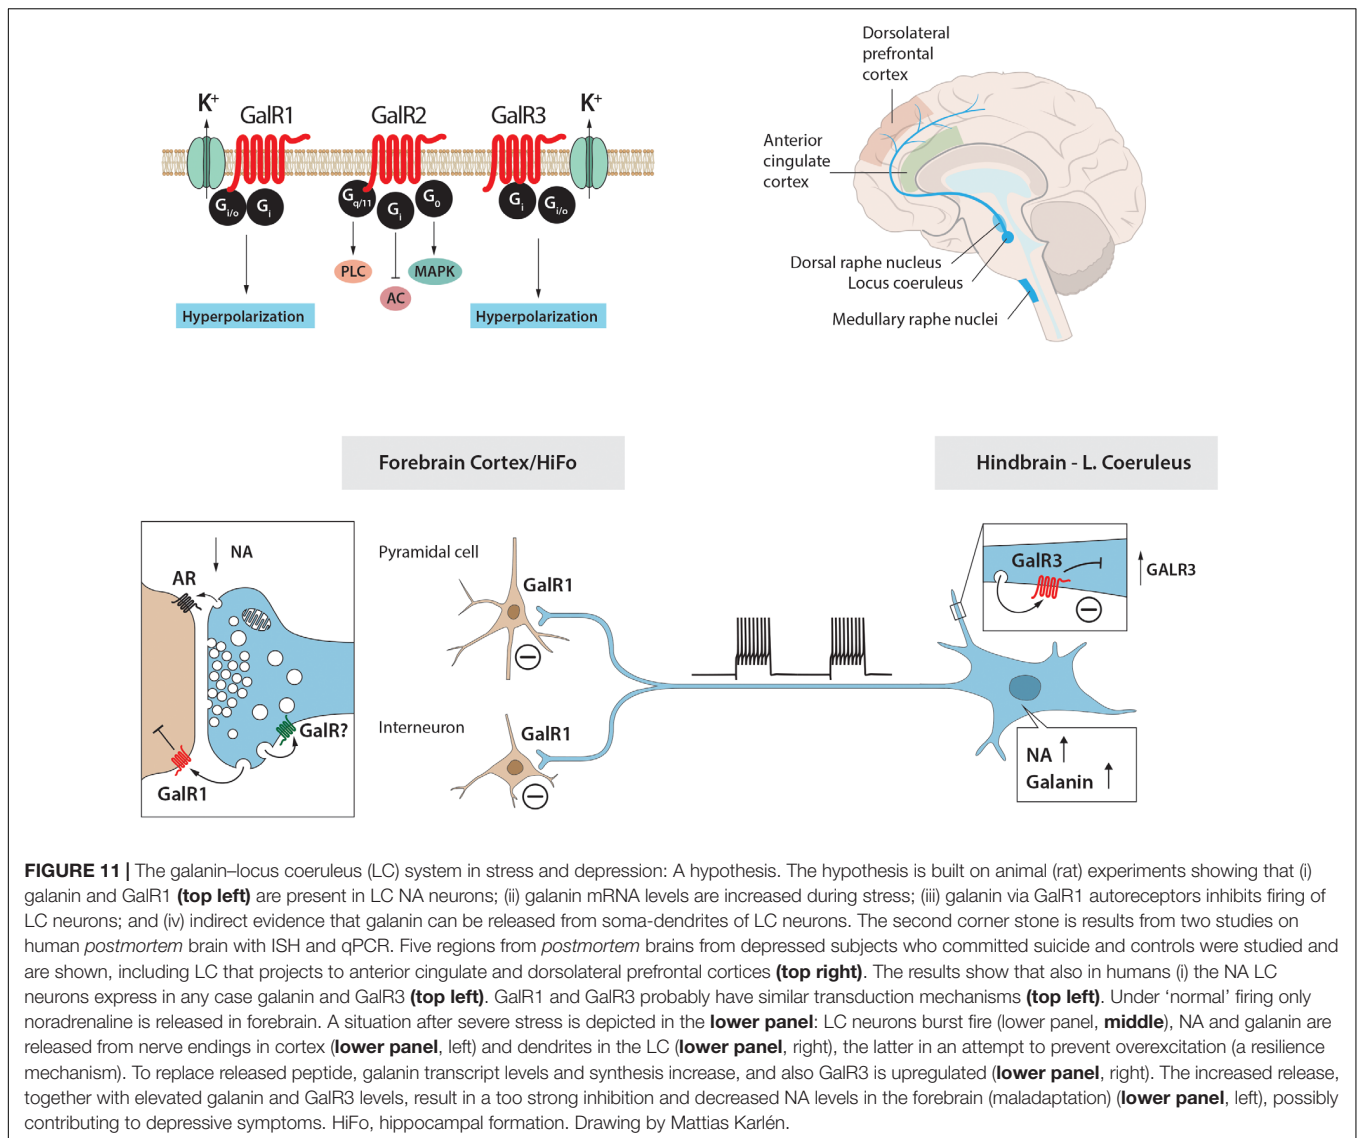 K+
GalR1
GalR2
GalR3
K+
Gi/o
Gi
Gq/11
Gi
G0
Gi
Gi/o
PLC
AC
MAPK
Hyperpolarization
Hyperpolarization
Dorsolateral
prefrontal
cortex
Anterior
cingulate
cortex
Dorsal raphe nucleus
Locus coeruleus
Medullary raphe nuclei
Forebrain Cortex/HiFo
Hindbrain - L. Coeruleus
NA
AR
GalR?
GalR1
Pyramidal cell
GalR1
Interneuron
GalR1
GalR3
GALR3
NA
Galanin
FIGURE 11 | The galanin–locus coeruleus (LC) system in stress and depression: A hypothesis. The hypothesis is built on animal (rat) experiments showing that (i)
galanin and GalR1 (top left) are present in LC NA neurons; (ii) galanin mRNA levels are increased during stress; (iii) galanin via GalR1 autoreceptors inhibits firing of
LC neurons; and (iv) indirect evidence that galanin can be released from soma-dendrites of LC neurons. The second corner stone is results from two studies on
human postmortem brain with ISH and qPCR. Five regions from postmortem brains from depressed subjects who committed suicide and controls were studied and
are shown, including LC that projects to anterior cingulate and dorsolateral prefrontal cortices (top right). The results show that also in humans (i) the NA LC
neurons express in any case galanin and GalR3 (top left). GalR1 and GalR3 probably have similar transduction mechanisms (top left). Under ‘normal’ firing only
noradrenaline is released in forebrain. A situation after severe stress is depicted in the lower panel: LC neurons burst fire (lower panel, middle), NA and galanin are
released from nerve endings in cortex (lower panel, left) and dendrites in the LC (lower panel, right), the latter in an attempt to prevent overexcitation (a resilience
mechanism). To replace released peptide, galanin transcript levels and synthesis increase, and also GalR3 is upregulated (lower panel, right). The increased release,
together with elevated galanin and GalR3 levels, result in a too strong inhibition and decreased NA levels in the forebrain (maladaptation) (lower panel, left), possibly
contributing to depressive symptoms. HiFo, hippocampal formation. Drawing by Mattias Karlén.